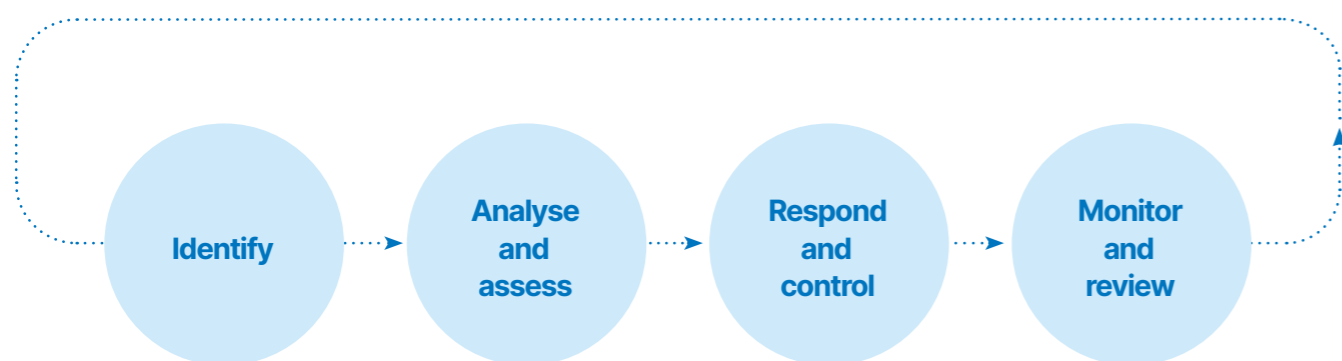 Identify
Analyse
and
assess
Respond
and
control
Monitor
and
review